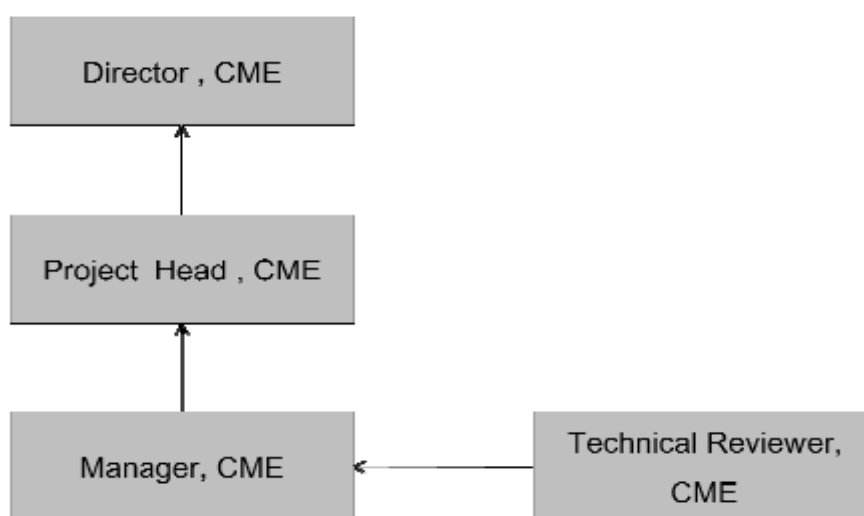 Director , CME
Project Head , CME
Manager, CME
Technical Reviewer,
CME